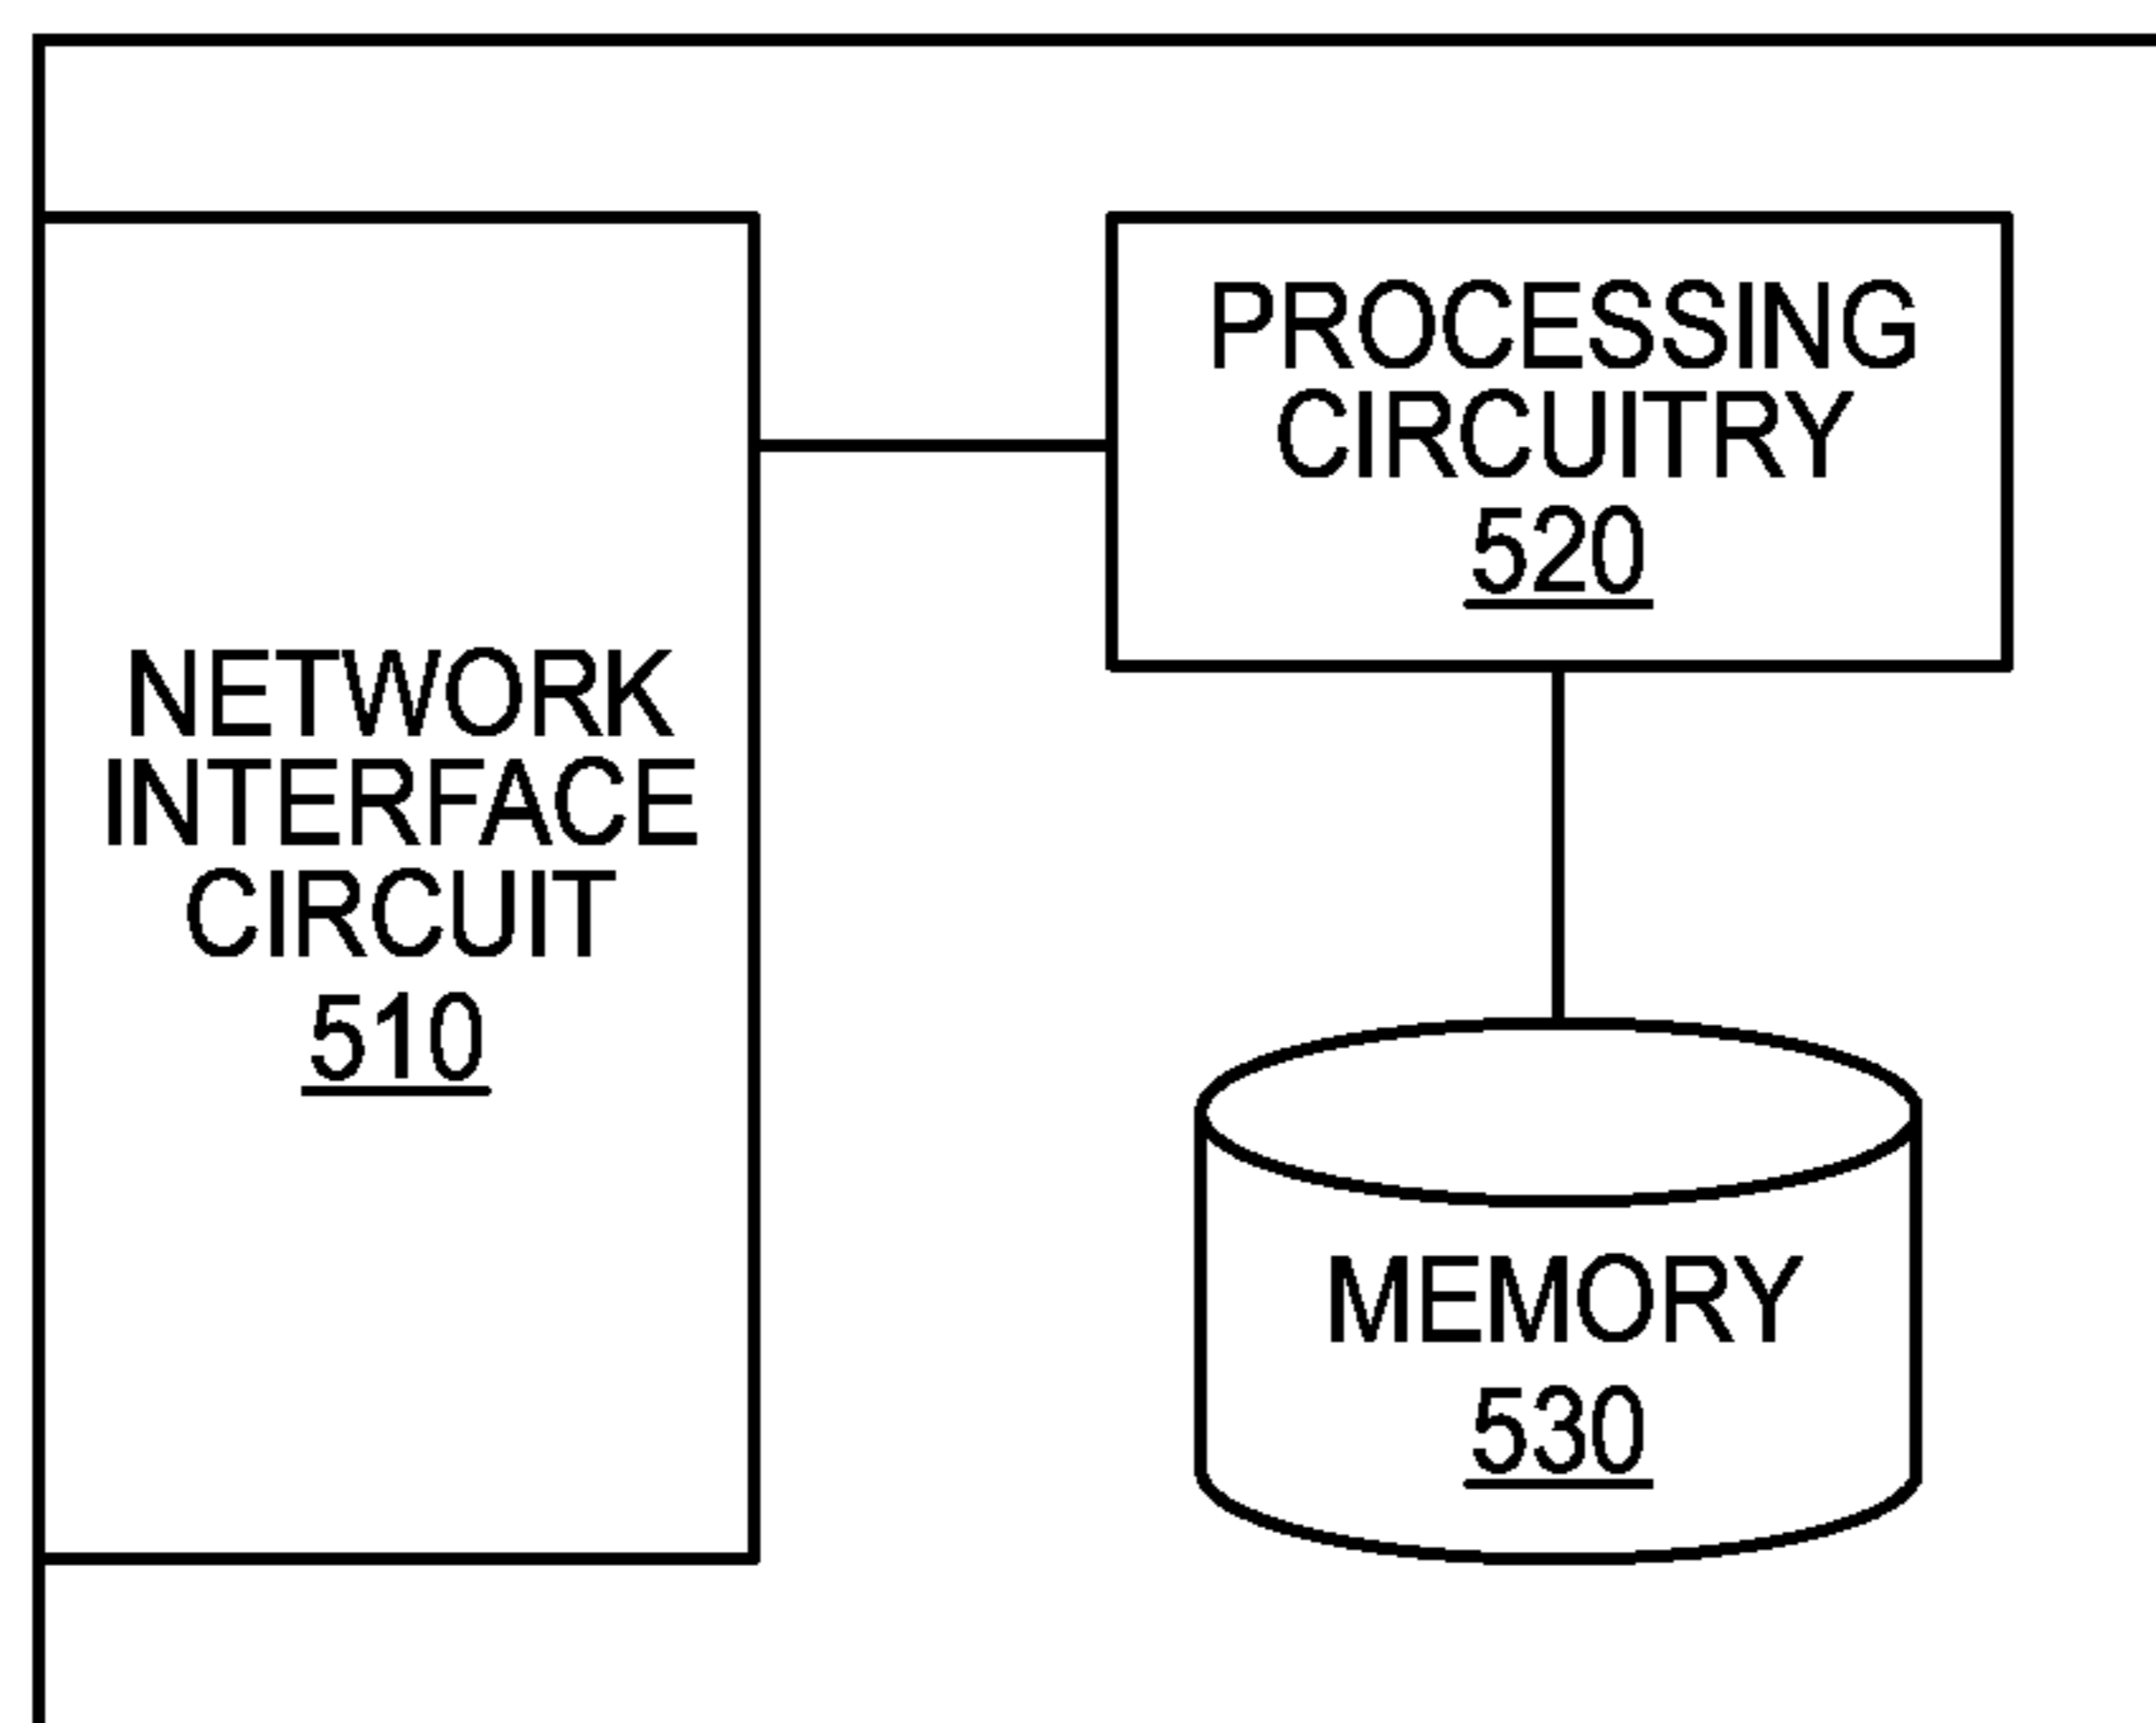 NETWORK
INTERFACE
CIRCUIT
510
PROCESSING
CIRCUITRY
520
MEMORY
530